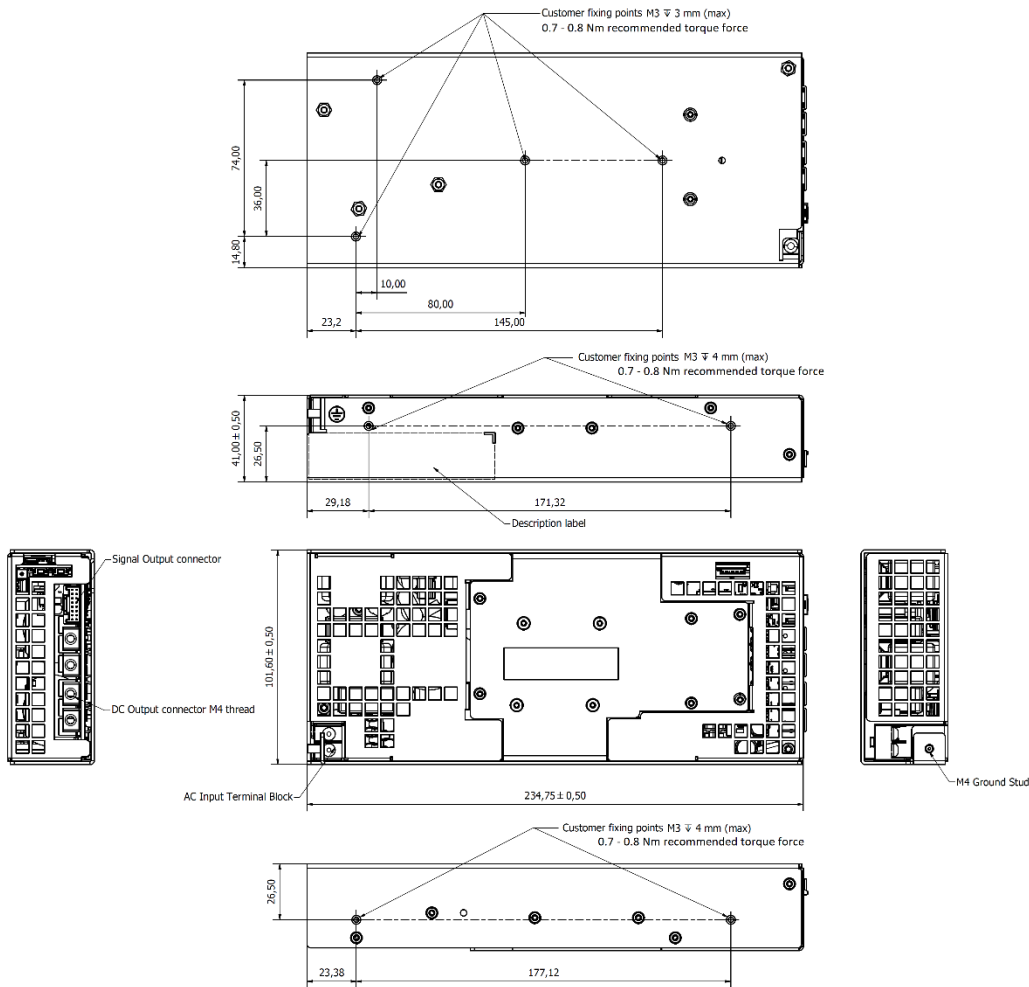 Customer fixing points M3 ↧ 3 mm (max)
0.7 - 0.8 Nm recommended torque force
74,00
36,00
14,80
10,00
80,00
23,2
145,00
Customer fixing points M3 ↧ 4 mm (max)
0.7 - 0.8 Nm recommended torque force
41,00 ± 0,50
26,50
29,18
171,32
Description label
Signal Output connector
101,60 ± 0,50
DC Output connector M4 thread
AC Input Terminal Block
234,75 ± 0,50
M4 Ground Stud
Customer fixing points M3 ↧ 4 mm (max)
0.7 - 0.8 Nm recommended torque force
26,50
23,38
177,12